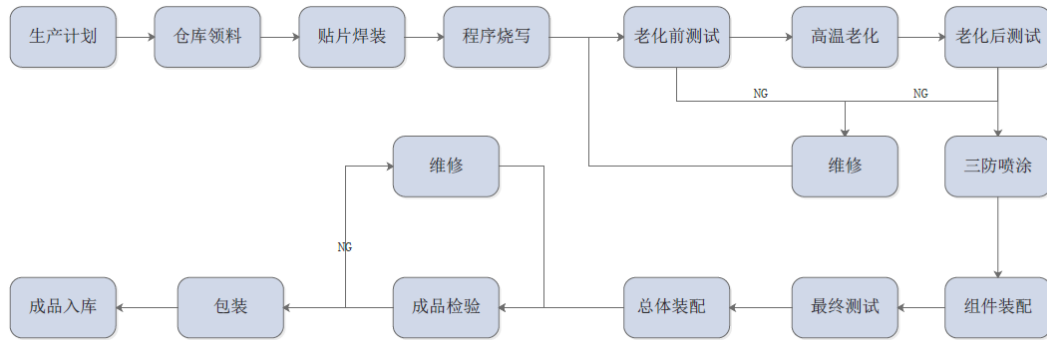 生产计划
仓库领料
贴片焊装
程序烧写
老化前测试
高温老化
老化后测试
NG
NG
维修
维修
三防喷涂
NG
成品入库
包装
成品检验
总体装配
最终测试
组件装配